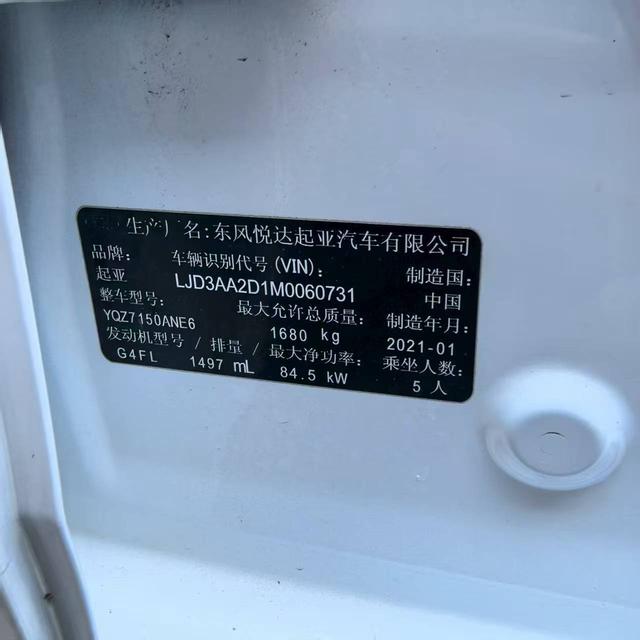 生产厂名:东风悦达起亚汽车有限公司
品牌: 车辆识别代号(VIN): 制造国:
起亚 LJD3AA2D1M0060731 中国
整车型号: 最大允许总质量: 制造年月:
YQZ7150ANE6 1680 kg 2021-01
发动机型号/排量/最大净功率: 乘坐人数:
G4FL 1497 mL 84.5 kW 5人